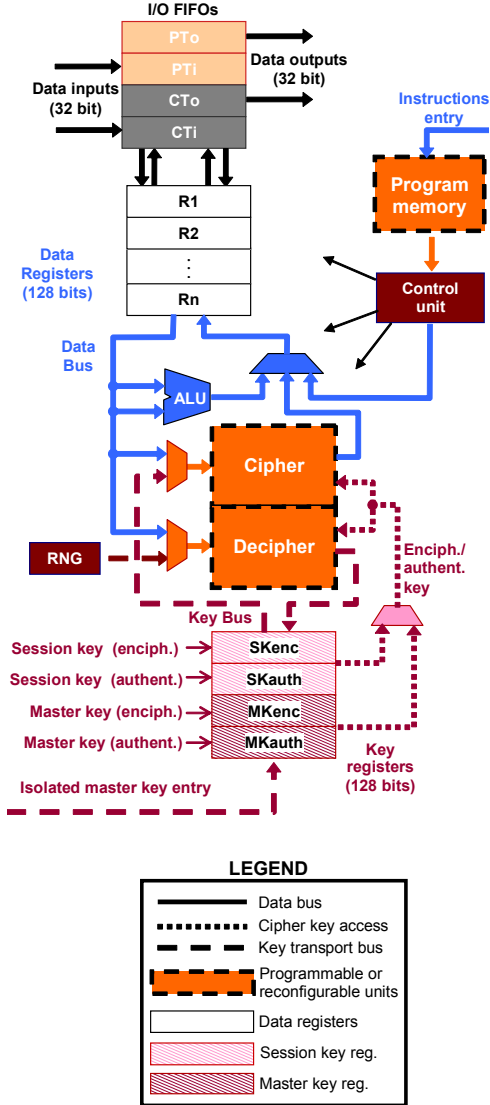 I/O FIFOs
PTo
PTi
CTo
CTi
Data inputs
(32 bit)
Data outputs
(32 bit)
Instructions
entry
Program
memory
R1
R2
⋮
Rn
Data
Registers
(128 bits)
Control
unit
Data
Bus
ALU
Cipher
Decipher
RNG
Enciph./
authent.
key
Key Bus
Session key (enciph.)
SKenc
Session key (authent.)
SKauth
Master key (enciph.)
MKenc
Master key (authent.)
MKauth
Key
registers
(128 bits)
Isolated master key entry
LEGEND
Data bus
Cipher key access
Key transport bus
Programmable or
reconfigurable units
Data registers
Session key reg.
Master key reg.